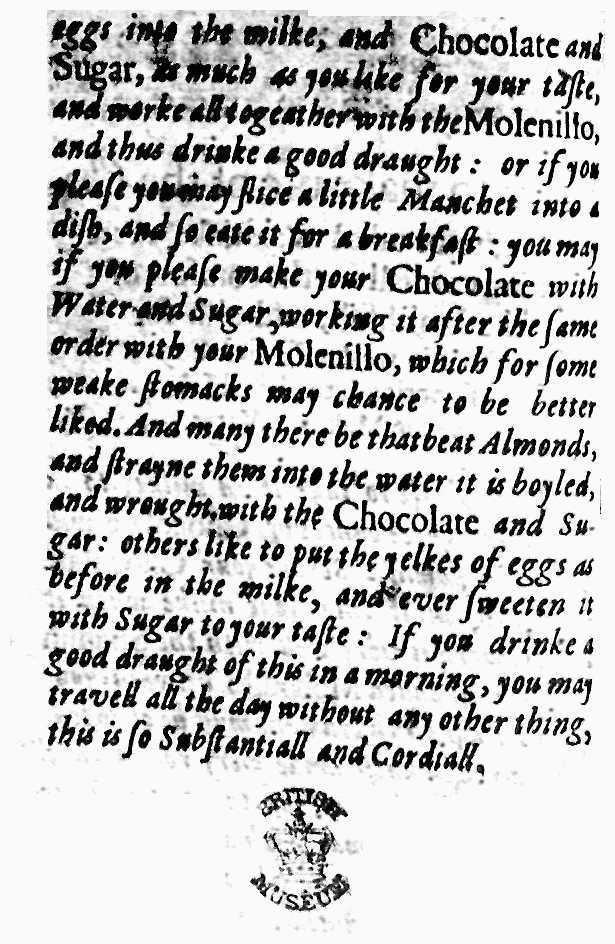 eggs into the milke, and Chocolate and
Sugar, as much as you like for your taſte,
and worke all togeather with the Molenillo,
and thus drinke a good draught : or if you
pleaſe you may ſlice a little Manchet into a
diſh, and ſo eate it for a breakfaſt : you may
if you pleaſe make your Chocolate with
Water and Sugar, working it after the ſame
order with your Molenillo, which for ſome
weake ſtomacks may chance to be better
liked. And many there be that beat Almonds,
and ſtrayne them into the water it is boyled,
and wrought, with the Chocolate and Su-
gar: others like to put the yelkes of eggs as
before in the milke, and ever ſweeten it
with Sugar to your taſte : If you drinke a
good draught of this in a morning, you may
travell all the day without any other thing,
this is ſo Subſtantiall and Cordiall.
BRITISH
MUSEUM